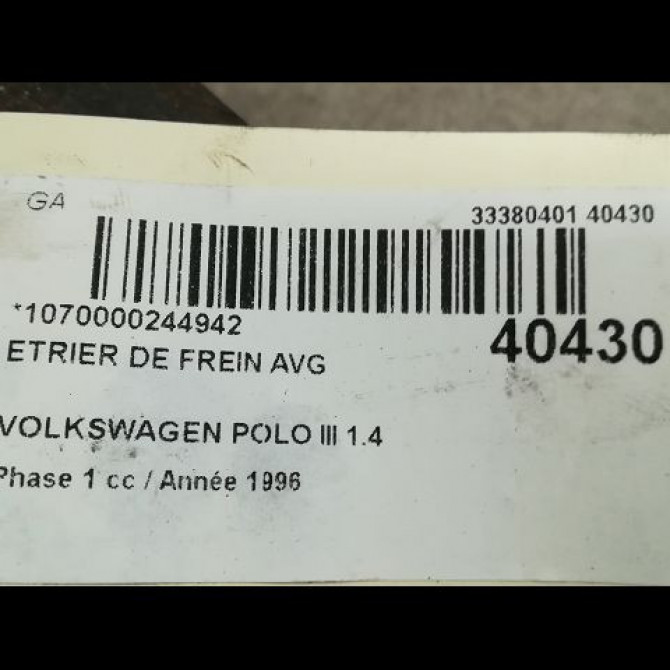 GA
33380401 40430
*1070000244942
40430
ETRIER DE FREIN AVG
VOLKSWAGEN POLO III 1.4
Phase 1 cc / Année 1996